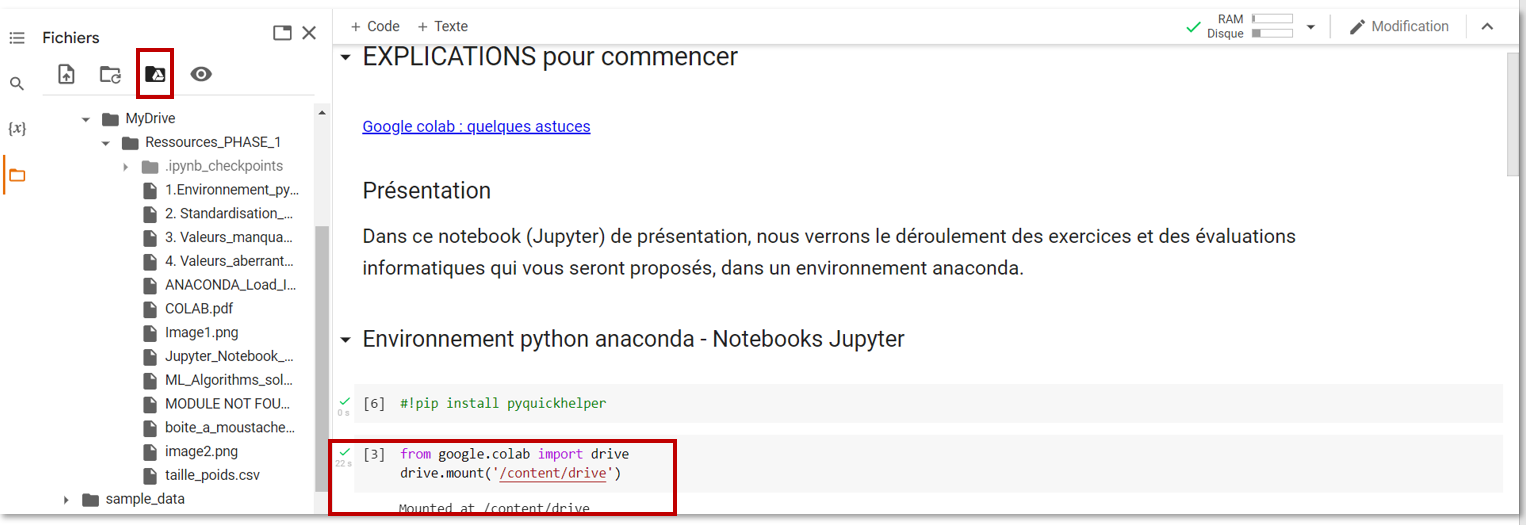 Fichiers
{x}
MyDrive
Ressources_PHASE_1
.ipynb_checkpoints
1.Environnement_py...
2. Standardisation_...
3. Valeurs_manqua...
4. Valeurs_aberrant...
ANACONDA_Load_I...
COLAB.pdf
Image1.png
Jupyter_Notebook_...
ML_Algorithms_sol...
MODULE NOT FOU...
boite_a_moustache...
image2.png
taille_poids.csv
sample_data
+ Code + Texte
RAM
Disque
Modification
EXPLICATIONS pour commencer
Google colab : quelques astuces
Présentation
Dans ce notebook (Jupyter) de présentation, nous verrons le déroulement des exercices et des évaluations
informatiques qui vous seront proposés, dans un environnement anaconda.
Environnement python anaconda - Notebooks Jupyter
[6] #!pip install pyquickhelper
0 s
[3] from google.colab import drive
22 s
drive.mount('/content/drive')
Mounted at /content/drive